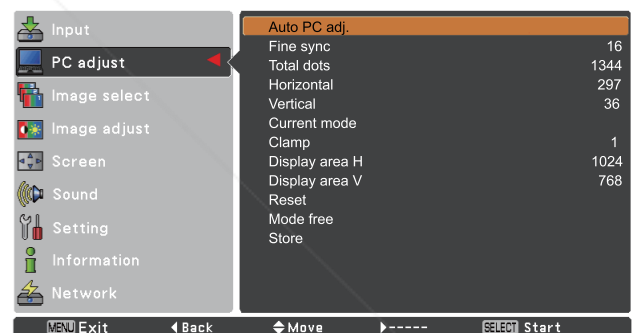 Input
PC adjust
Image select
Image adjust
Screen
Sound
Setting
Information
Network
Auto PC adj.
Fine sync 16
Total dots 1344
Horizontal 297
Vertical 36
Current mode
Clamp 1
Display area H 1024
Display area V 768
Reset
Mode free
Store
MENU Exit Back Move ----- SELECT Start